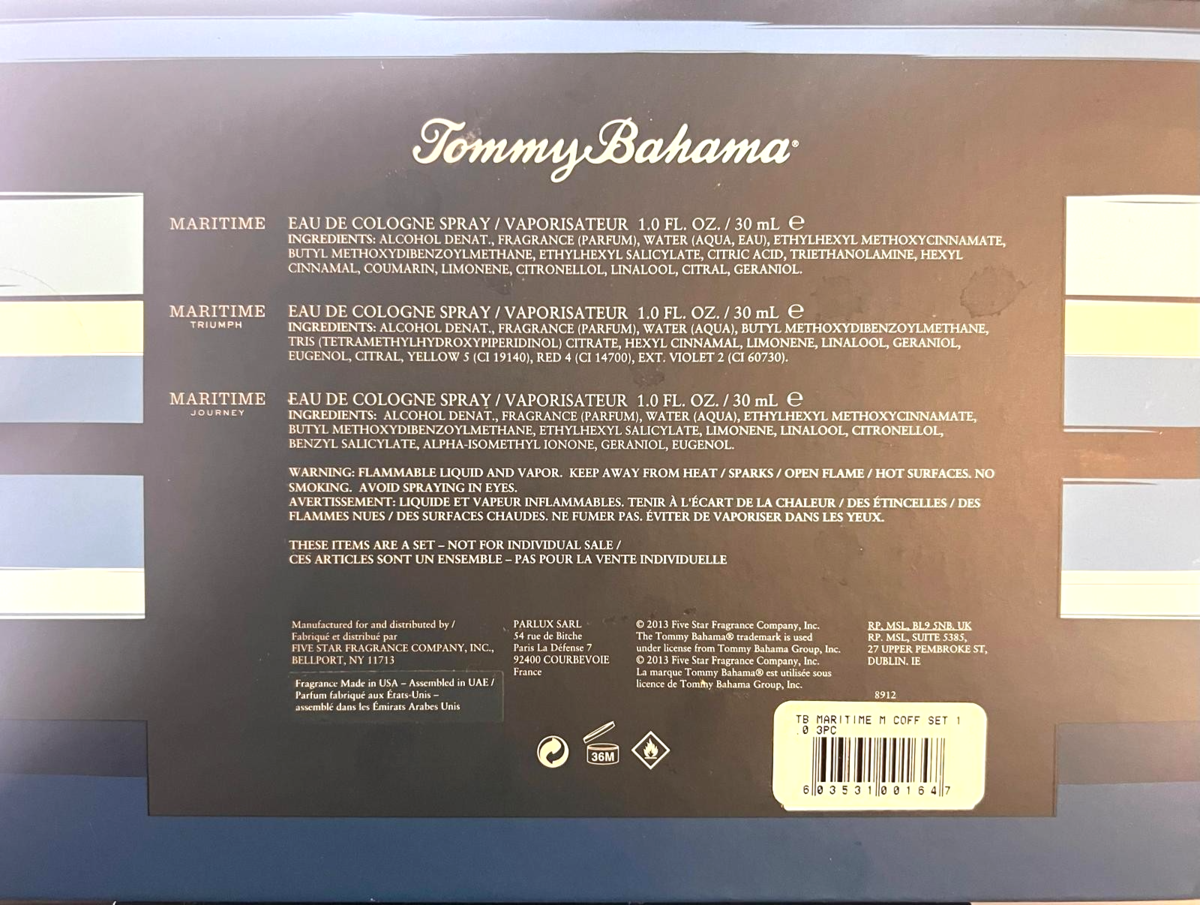 Tommy Bahama®
MARITIME
EAU DE COLOGNE SPRAY / VAPORISATEUR 1.0 FL. OZ. / 30 mL ℮
INGREDIENTS: ALCOHOL DENAT., FRAGRANCE (PARFUM), WATER (AQUA, EAU), ETHYLHEXYL METHOXYCINNAMATE,
BUTYL METHOXYDIBENZOYLMETHANE, ETHYLHEXYL SALICYLATE, CITRIC ACID, TRIETHANOLAMINE, HEXYL
CINNAMAL, COUMARIN, LIMONENE, CITRONELLOL, LINALOOL, CITRAL, GERANIOL.
MARITIME
TRIUMPH
EAU DE COLOGNE SPRAY / VAPORISATEUR 1.0 FL. OZ. / 30 mL ℮
INGREDIENTS: ALCOHOL DENAT., FRAGRANCE (PARFUM), WATER (AQUA), BUTYL METHOXYDIBENZOYLMETHANE,
TRIS (TETRAMETHYLHYDROXYPIPERIDINOL) CITRATE, HEXYL CINNAMAL, LIMONENE, LINALOOL, GERANIOL,
EUGENOL, CITRAL, YELLOW 5 (CI 19140), RED 4 (CI 14700), EXT. VIOLET 2 (CI 60730).
MARITIME
JOURNEY
EAU DE COLOGNE SPRAY / VAPORISATEUR 1.0 FL. OZ. / 30 mL ℮
INGREDIENTS: ALCOHOL DENAT., FRAGRANCE (PARFUM), WATER (AQUA), ETHYLHEXYL METHOXYCINNAMATE,
BUTYL METHOXYDIBENZOYLMETHANE, ETHYLHEXYL SALICYLATE, LIMONENE, LINALOOL, CITRONELLOL,
BENZYL SALICYLATE, ALPHA-ISOMETHYL IONONE, GERANIOL, EUGENOL.
WARNING: FLAMMABLE LIQUID AND VAPOR. KEEP AWAY FROM HEAT / SPARKS / OPEN FLAME / HOT SURFACES. NO
SMOKING. AVOID SPRAYING IN EYES.
AVERTISSEMENT: LIQUIDE ET VAPEUR INFLAMMABLES. TENIR À L'ÉCART DE LA CHALEUR / DES ÉTINCELLES / DES
FLAMMES NUES / DES SURFACES CHAUDES. NE FUMER PAS. ÉVITER DE VAPORISER DANS LES YEUX.
THESE ITEMS ARE A SET – NOT FOR INDIVIDUAL SALE /
CES ARTICLES SONT UN ENSEMBLE – PAS POUR LA VENTE INDIVIDUELLE
Manufactured for and distributed by /
Fabriqué et distribué par
FIVE STAR FRAGRANCE COMPANY, INC.,
BELLPORT, NY 11713
Fragrance Made in USA – Assembled in UAE /
Parfum fabriqué aux États-Unis –
assemblé dans les Émirats Arabes Unis
PARLUX SARL
54 rue de Bitche
Paris La Défense 7
92400 COURBEVOIE
France
© 2013 Five Star Fragrance Company, Inc.
The Tommy Bahama® trademark is used
under license from Tommy Bahama Group, Inc.
© 2013 Five Star Fragrance Company, Inc.
La marque Tommy Bahama® est utilisée sous
licence de Tommy Bahama Group, Inc.
RP. MSL, BL9 5NB. UK
RP. MSL, SUITE 5385,
27 UPPER PEMBROKE ST,
DUBLIN. IE
8912
36M
TB MARITIME M COFF SET 1
.0 3PC
6 03531 00164 7